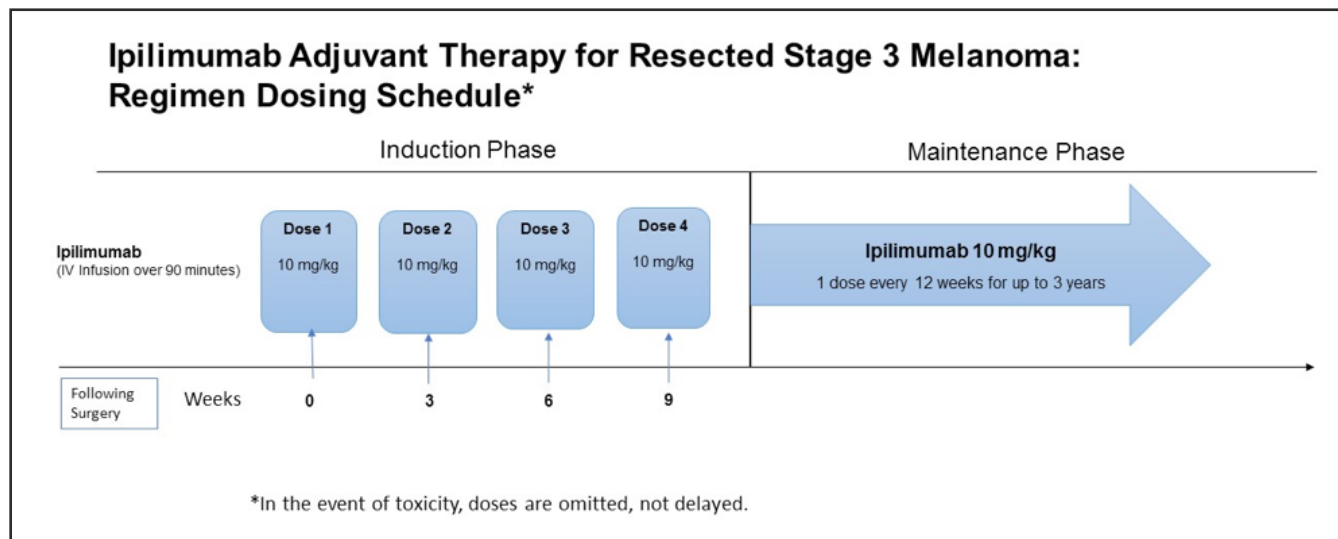 Ipilimumab Adjuvant Therapy for Resected Stage 3 Melanoma:
Regimen Dosing Schedule*
Induction Phase
Maintenance Phase
Ipilimumab
(IV Infusion over 90 minutes)
Dose 1
10 mg/kg
Dose 2
10 mg/kg
Dose 3
10 mg/kg
Dose 4
10 mg/kg
Ipilimumab 10 mg/kg
1 dose every 12 weeks for up to 3 years
Following
Surgery
Weeks 0 3 6 9
*In the event of toxicity, doses are omitted, not delayed.